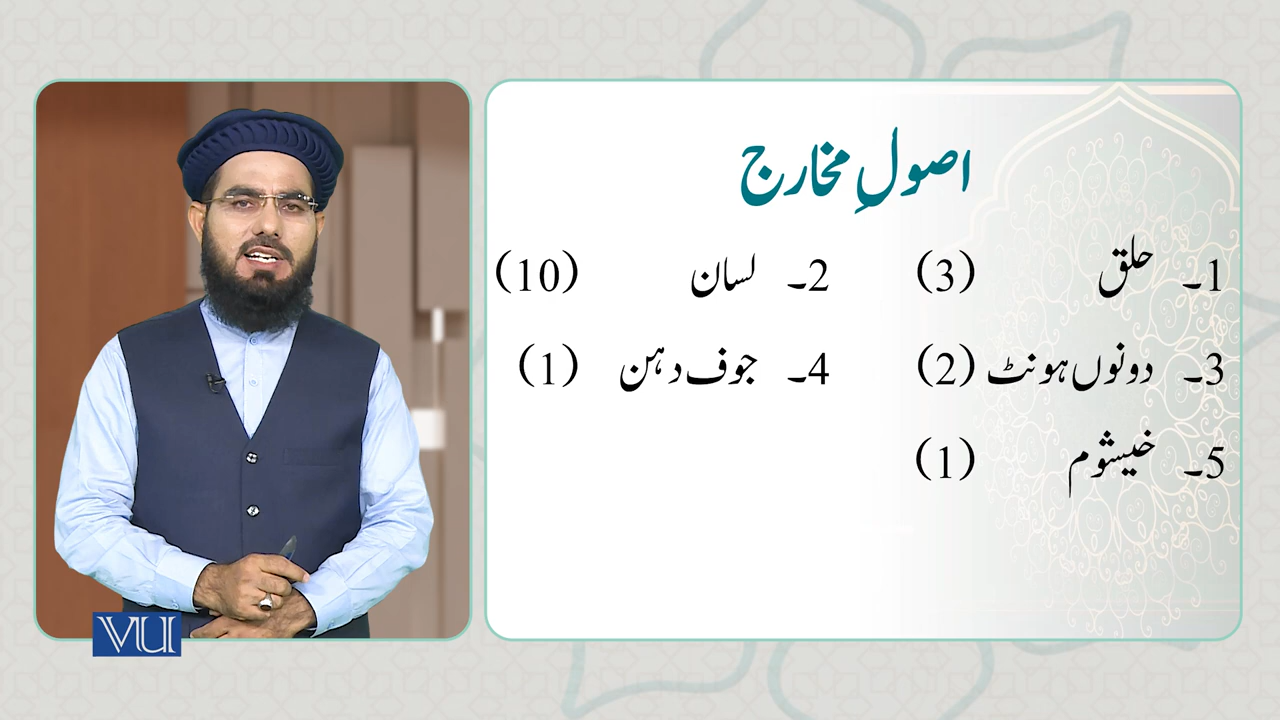 اصولِ مخارج
1۔ حلق (3) 2۔ لسان (10)
3۔ دونوں ہونٹ (2) 4۔ جوف دہن (1)
5۔ خیشوم (1)
VU